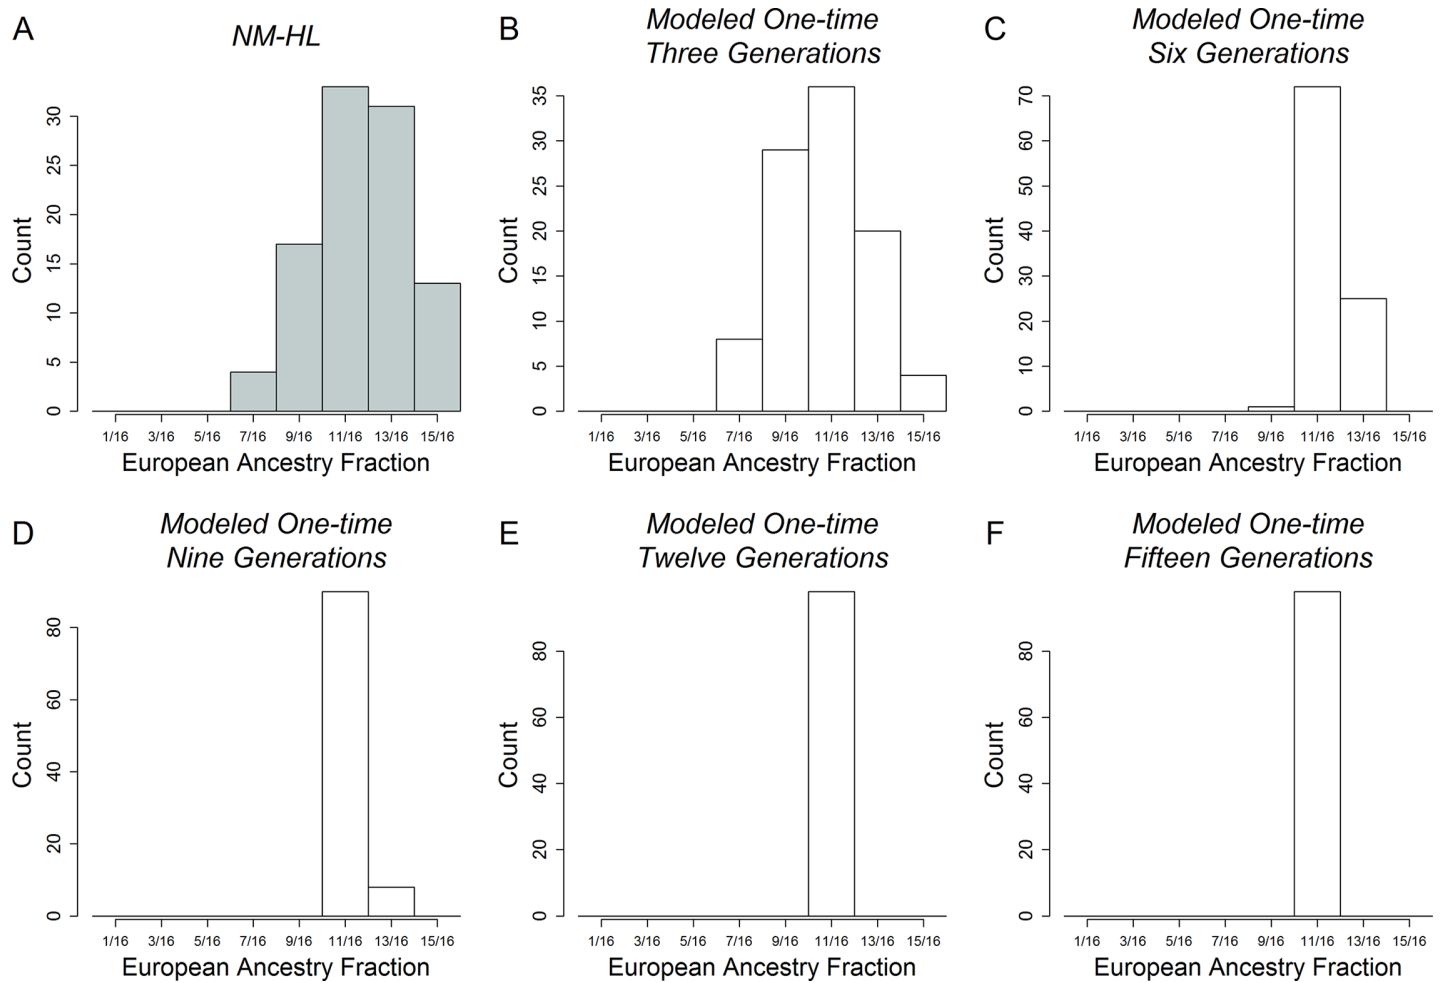 A
NM-HL
Count
0
5
10
15
20
25
30
1/16 3/16 5/16 7/16 9/16 11/16 13/16 15/16
European Ancestry Fraction
B
Modeled One-time
Three Generations
Count
0
5
10
15
20
25
30
35
1/16 3/16 5/16 7/16 9/16 11/16 13/16 15/16
European Ancestry Fraction
C
Modeled One-time
Six Generations
Count
0
10
20
30
40
50
60
70
1/16 3/16 5/16 7/16 9/16 11/16 13/16 15/16
European Ancestry Fraction
D
Modeled One-time
Nine Generations
Count
0
20
40
60
80
1/16 3/16 5/16 7/16 9/16 11/16 13/16 15/16
European Ancestry Fraction
E
Modeled One-time
Twelve Generations
Count
0
20
40
60
80
1/16 3/16 5/16 7/16 9/16 11/16 13/16 15/16
European Ancestry Fraction
F
Modeled One-time
Fifteen Generations
Count
0
20
40
60
80
1/16 3/16 5/16 7/16 9/16 11/16 13/16 15/16
European Ancestry Fraction